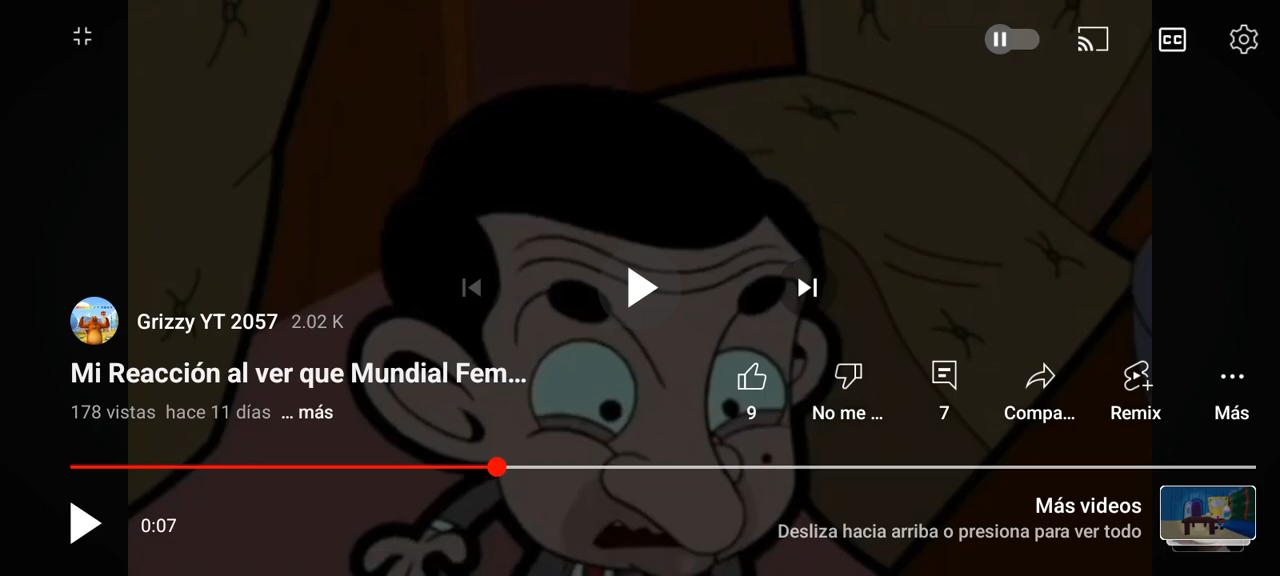 CC
Grizzy YT 2057 2.02 K
Mi Reacción al ver que Mundial Fem...
178 vistas hace 11 días ... más
9
No me ...
7
Compa...
Remix
Más
0:07
Más videos
Desliza hacia arriba o presiona para ver todo